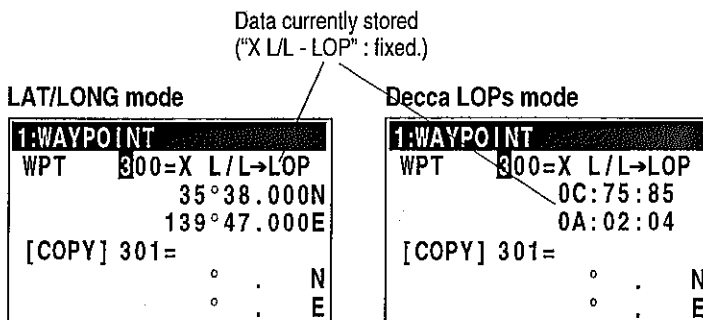 Data currently stored
("X L/L - LOP" : fixed.)
LAT/LONG mode
1:WAYPOINT
WPT 300=X L/L→LOP
35°38.000N
139°47.000E
[COPY] 301=
° . N
° . E
Decca LOPs mode
1:WAYPOINT
WPT 300=X L/L→LOP
0C:75:85
0A:02:04
[COPY] 301=
° . N
° . E